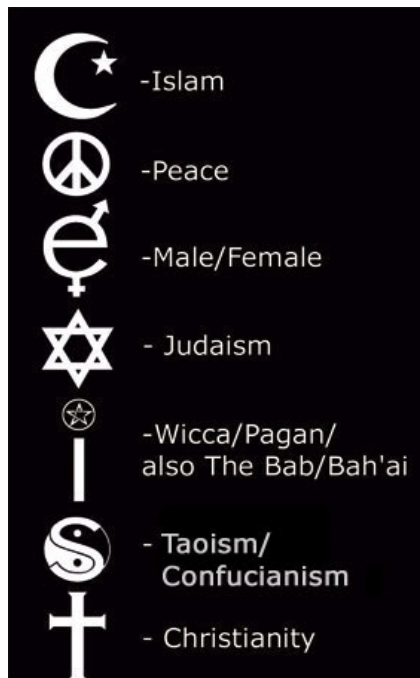 -Islam
-Peace
-Male/Female
- Judaism
-Wicca/Pagan/
also The Bab/Bah'ai
- Taoism/
Confucianism
- Christianity